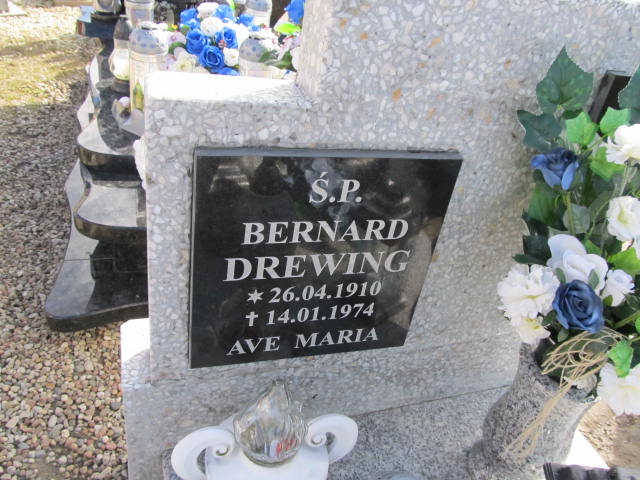 Ś.P.
BERNARD
DREWING
✶ 26.04.1910
✝ 14.01.1974
AVE MARIA